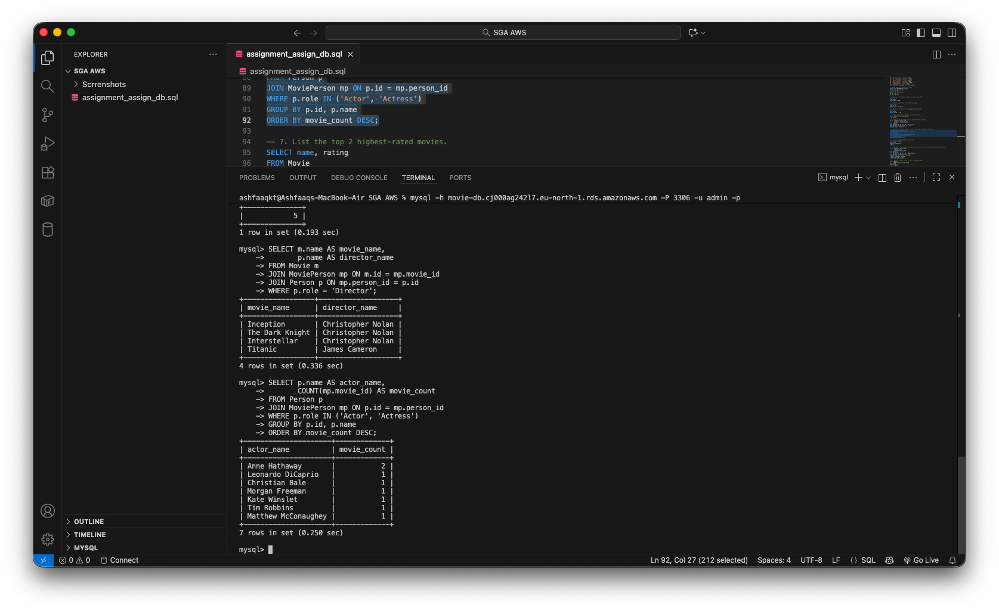 SGA AWS
EXPLORER
assignment_assign_db.sql
SGA AWS
Scrrenshots
assignment_assign_db.sql
assignment_assign_db.sql
88 FROM Person p
89 JOIN MoviePerson mp ON p.id = mp.person_id
90 WHERE p.role IN ('Actor', 'Actress')
91 GROUP BY p.id, p.name
92 ORDER BY movie_count DESC;
93
94 -- 7. List the top 2 highest-rated movies.
95 SELECT name, rating
96 FROM Movie
PROBLEMS OUTPUT DEBUG CONSOLE TERMINAL PORTS
mysql
ashfaaqkt@Ashfaaqs-MacBook-Air SGA AWS % mysql -h movie-db.cj000ag242l7.eu-north-1.rds.amazonaws.com -P 3306 -u admin -p
+--------------+
| 5 |
+--------------+
1 row in set (0.193 sec)
mysql> SELECT m.name AS movie_name,
-> p.name AS director_name
-> FROM Movie m
-> JOIN MoviePerson mp ON m.id = mp.movie_id
-> JOIN Person p ON mp.person_id = p.id
-> WHERE p.role = 'Director';
+-----------------+-------------------+
| movie_name | director_name |
+-----------------+-------------------+
| Inception | Christopher Nolan |
| The Dark Knight | Christopher Nolan |
| Interstellar | Christopher Nolan |
| Titanic | James Cameron |
+-----------------+-------------------+
4 rows in set (0.336 sec)
mysql> SELECT p.name AS actor_name,
-> COUNT(mp.movie_id) AS movie_count
-> FROM Person p
-> JOIN MoviePerson mp ON p.id = mp.person_id
-> WHERE p.role IN ('Actor', 'Actress')
-> GROUP BY p.id, p.name
-> ORDER BY movie_count DESC;
+---------------------+-------------+
| actor_name | movie_count |
+---------------------+-------------+
| Anne Hathaway | 2 |
| Leonardo DiCaprio | 1 |
| Christian Bale | 1 |
| Morgan Freeman | 1 |
| Kate Winslet | 1 |
| Tim Robbins | 1 |
| Matthew McConaughey | 1 |
+---------------------+-------------+
7 rows in set (0.250 sec)
mysql>
OUTLINE
TIMELINE
MYSQL
0 0 Connect
Ln 92, Col 27 (212 selected) Spaces: 4 UTF-8 LF {} SQL Go Live